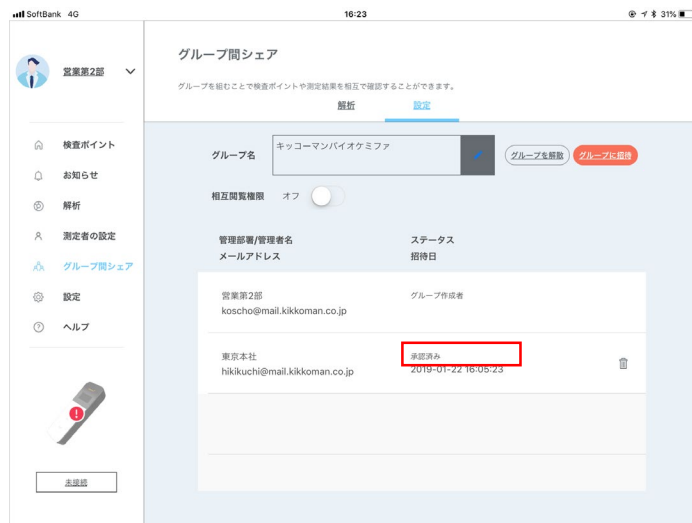 SoftBank 4G 16:23 31%
営業第2部
グループ間シェア
グループを組むことで検査ポイントや測定結果を相互で確認することができます。
解析 設定
検査ポイント
お知らせ
解析
測定者の設定
グループ間シェア
設定
ヘルプ
未接続
グループ名 キッコーマンバイオケミファ グループを解散 グループに招待
相互閲覧権限 オフ
管理部署/管理者名 ステータス
メールアドレス 招待日
営業第2部 グループ作成者
koscho@mail.kikkoman.co.jp
東京本社 承認済み
hikikuchi@mail.kikkoman.co.jp 2019-01-22 16:05:23